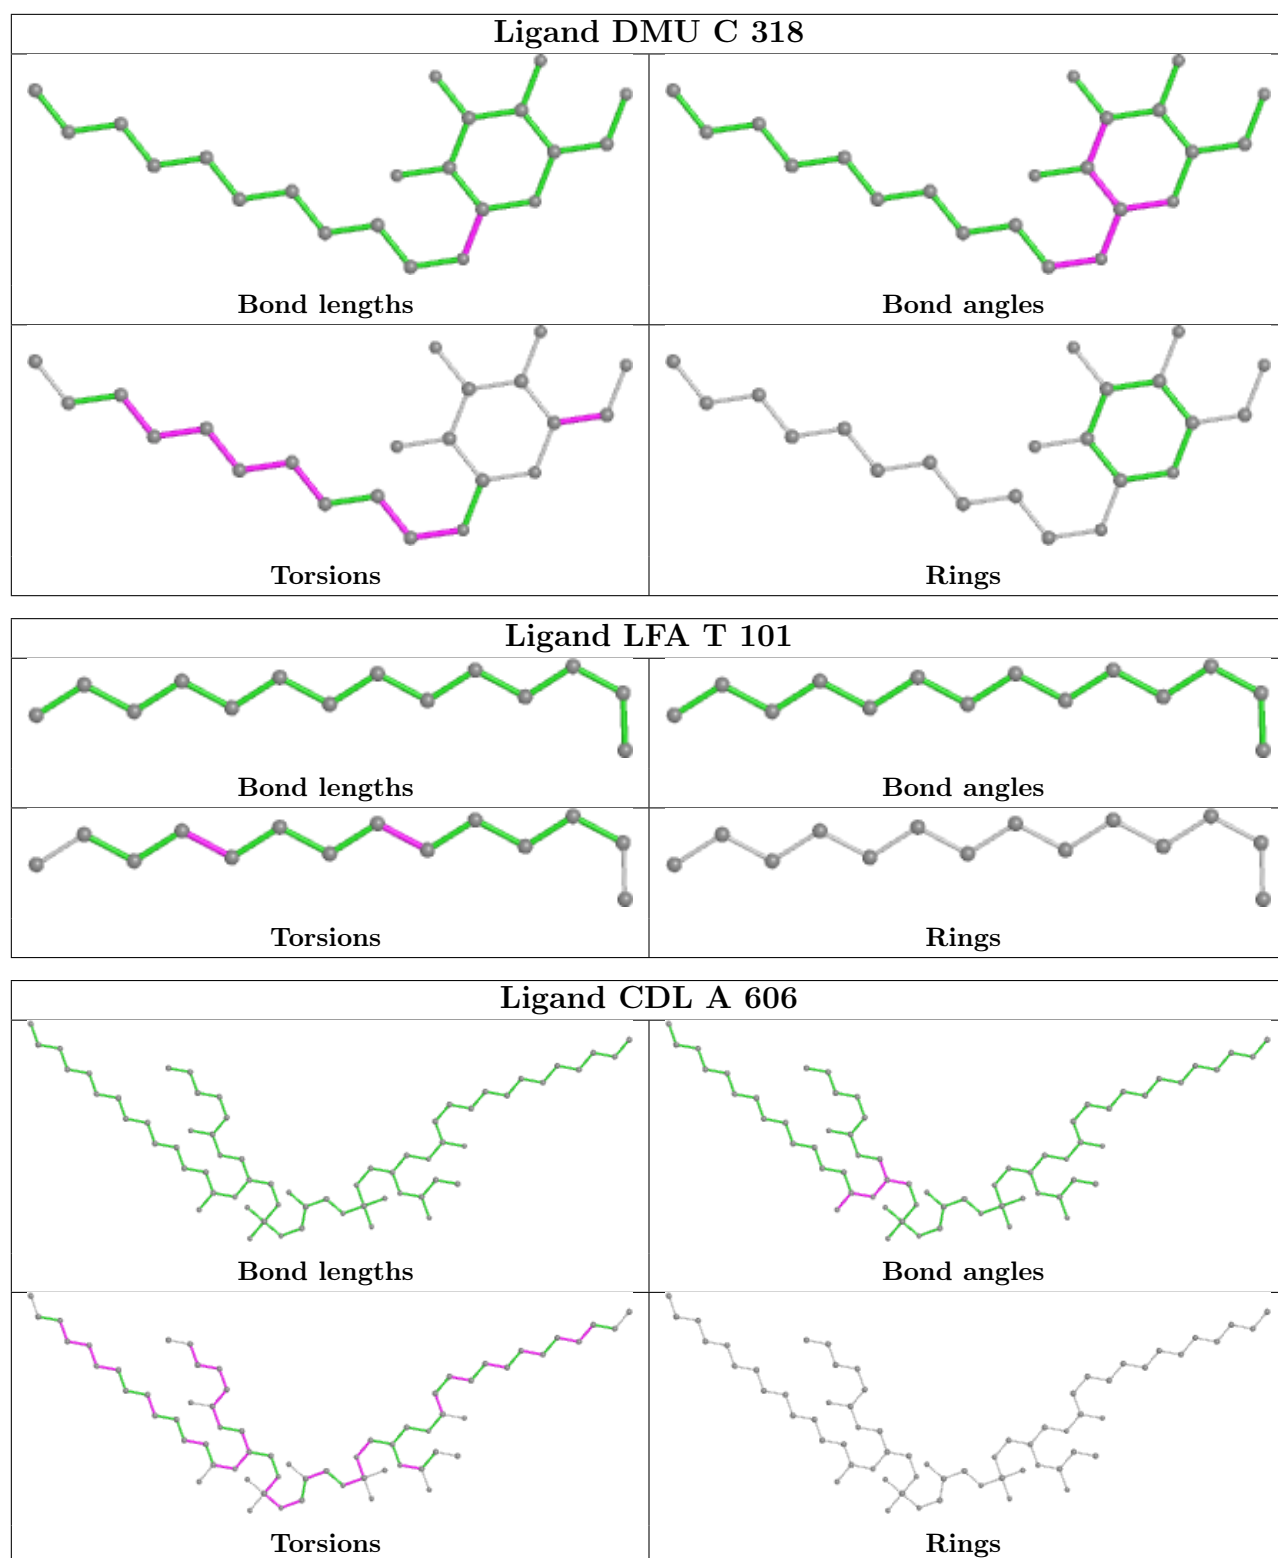 Ligand DMU C 318
Bond lengths
Bond angles
Torsions
Rings
Ligand LFA T 101
Bond lengths
Bond angles
Torsions
Rings
Ligand CDL A 606
Bond lengths
Bond angles
Torsions
Rings